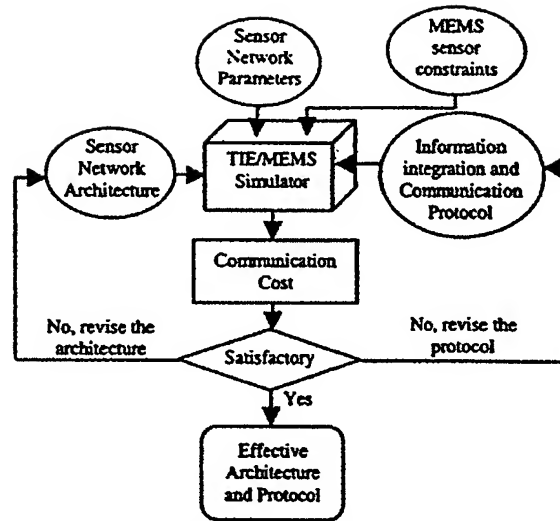 Sensor
Network
Parameters
MEMS
sensor
constraints
Sensor
Network
Architecture
TIE/MEMS
Simulator
Information
integration and
Communication
Protocol
Communication
Cost
No, revise the
architecture
Satisfactory
No, revise the
protocol
Yes
Effective
Architecture
and Protocol